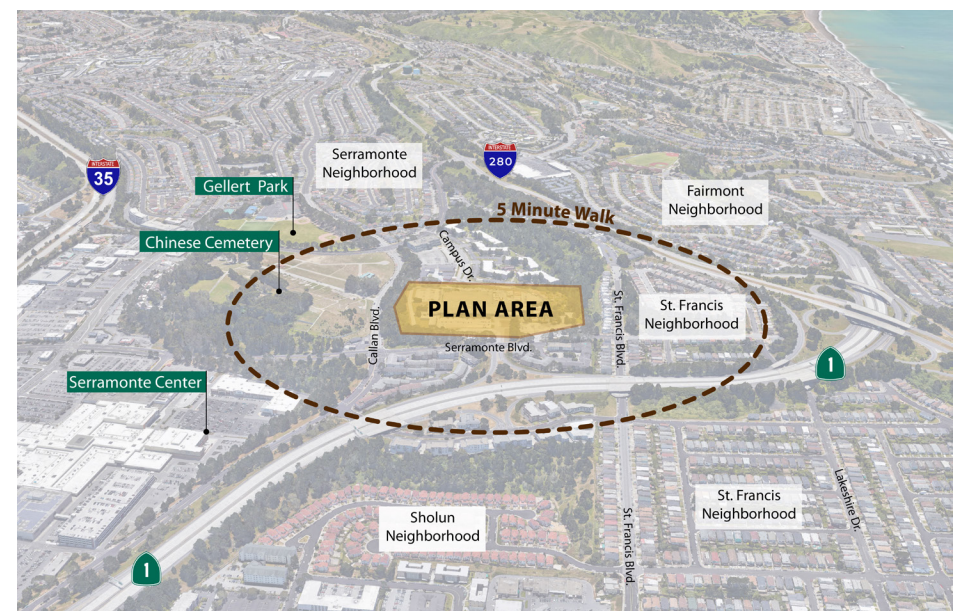 INTERSTATE
35
INTERSTATE
280
Serramonte
Neighborhood
Gellert Park
Fairmont
Neighborhood
5 Minute Walk
Chinese Cemetery
Campus Dr.
PLAN AREA
St. Francis
Neighborhood
St. Francis Blvd.
Callan Blvd.
Serramonte Blvd.
1
Serramonte Center
St. Francis
Neighborhood
Lakeshire Dr.
Sholun
Neighborhood
St. Francis Blvd.
1